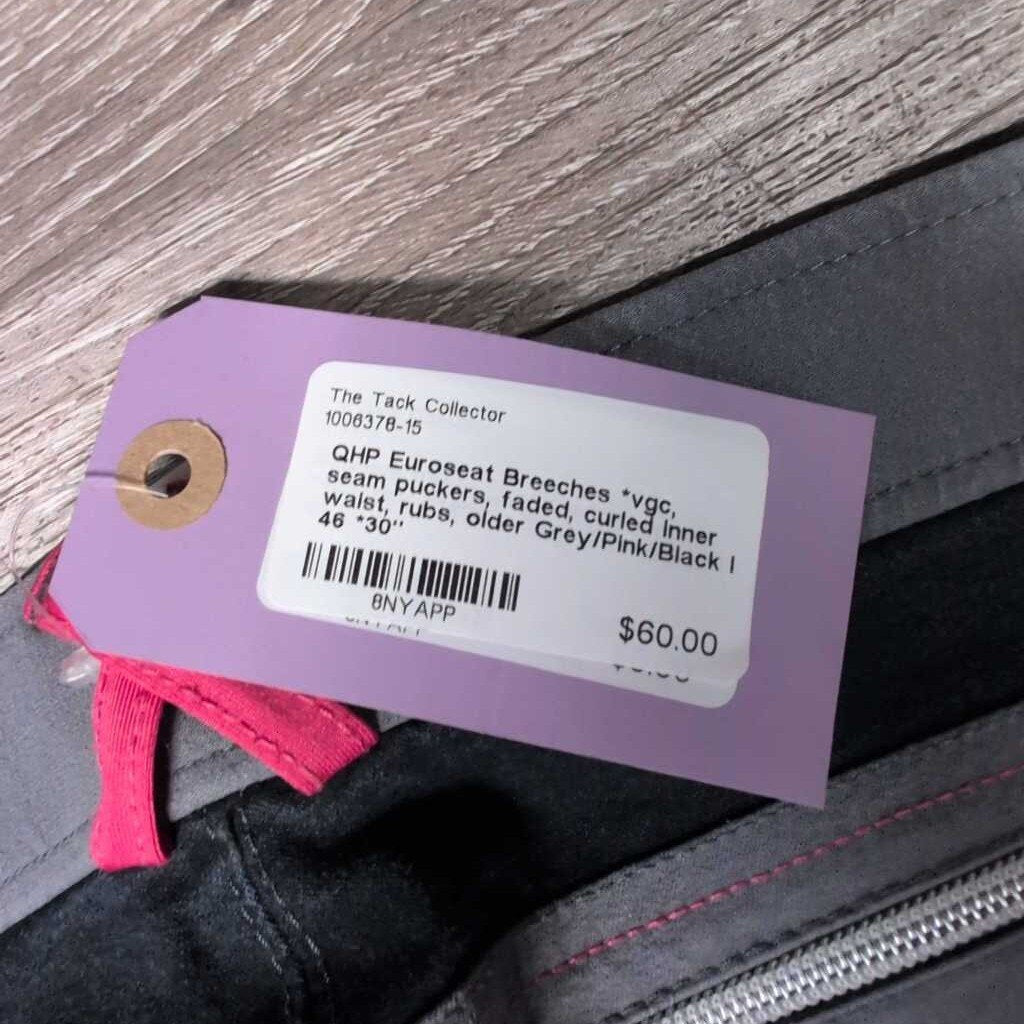 The Tack Collector
1006378-15
QHP Euroseat Breeches *vgc,
seam puckers, faded, curled inner
waist, rubs, older Grey/Pink/Black I
46 *30"
8NYAPP
$60.00